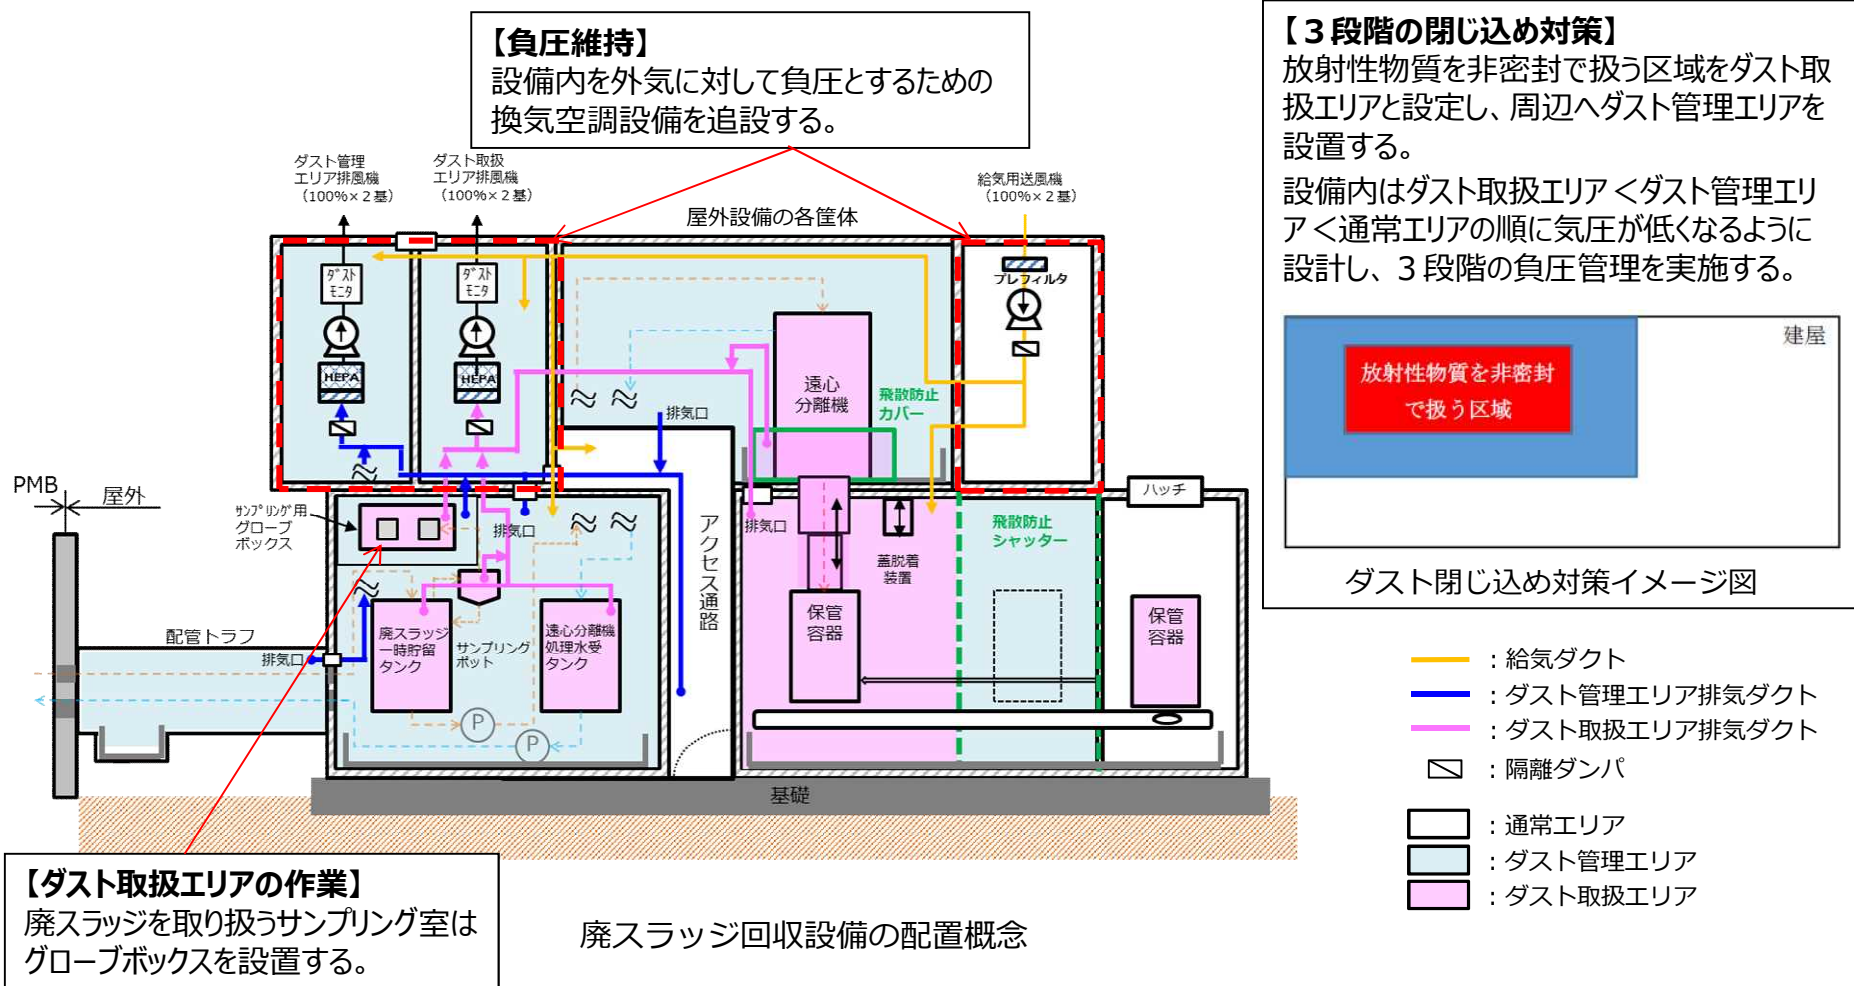 【負圧維持】
設備内を外気に対して負圧とするための
換気空調設備を追設する。
【３段階の閉じ込め対策】
放射性物質を非密封で扱う区域をダスト取
扱エリアと設定し、周辺へダスト管理エリアを
設置する。
設備内はダスト取扱エリア＜ダスト管理エリ
ア＜通常エリアの順に気圧が低くなるように
設計し、３段階の負圧管理を実施する。
建屋
放射性物質を非密封
で扱う区域
ダスト閉じ込め対策イメージ図
ダスト管理
エリア排風機
（100%×２基）
ダスト取扱
エリア排風機
（100%×２基）
給気用送風機
（100%×２基）
屋外設備の各筐体
ダスト
モニタ
ダスト
モニタ
プレフィルタ
HEPA
HEPA
遠心
分離機
飛散防止
カバー
排気口
PMB
屋外
サンプリング用
グローブ
ボックス
排気口
アクセス通路
排気口
蓋脱着
装置
飛散防止
シャッター
ハッチ
配管トラフ
排気口
廃スラッジ
一時貯留
タンク
サンプリング
ポット
遠心分離機
処理水受
タンク
保管
容器
保管
容器
P
P
基礎
：給気ダクト
：ダスト管理エリア排気ダクト
：ダスト取扱エリア排気ダクト
：隔離ダンパ
：通常エリア
：ダスト管理エリア
：ダスト取扱エリア
【ダスト取扱エリアの作業】
廃スラッジを取り扱うサンプリング室は
グローブボックスを設置する。
廃スラッジ回収設備の配置概念